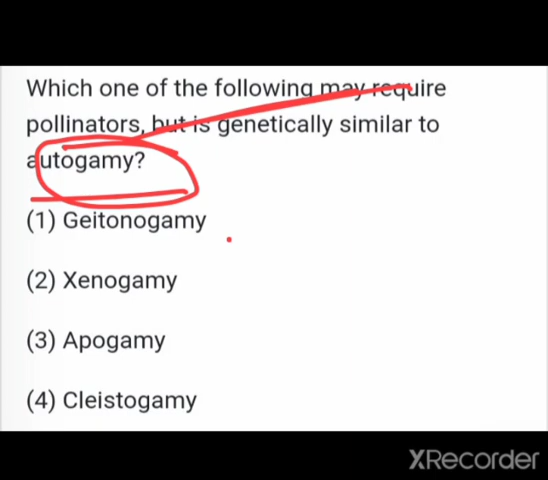 Which one of the following may require
pollinators, but is genetically similar to
autogamy?
(1) Geitonogamy
(2) Xenogamy
(3) Apogamy
(4) Cleistogamy
XRecorder